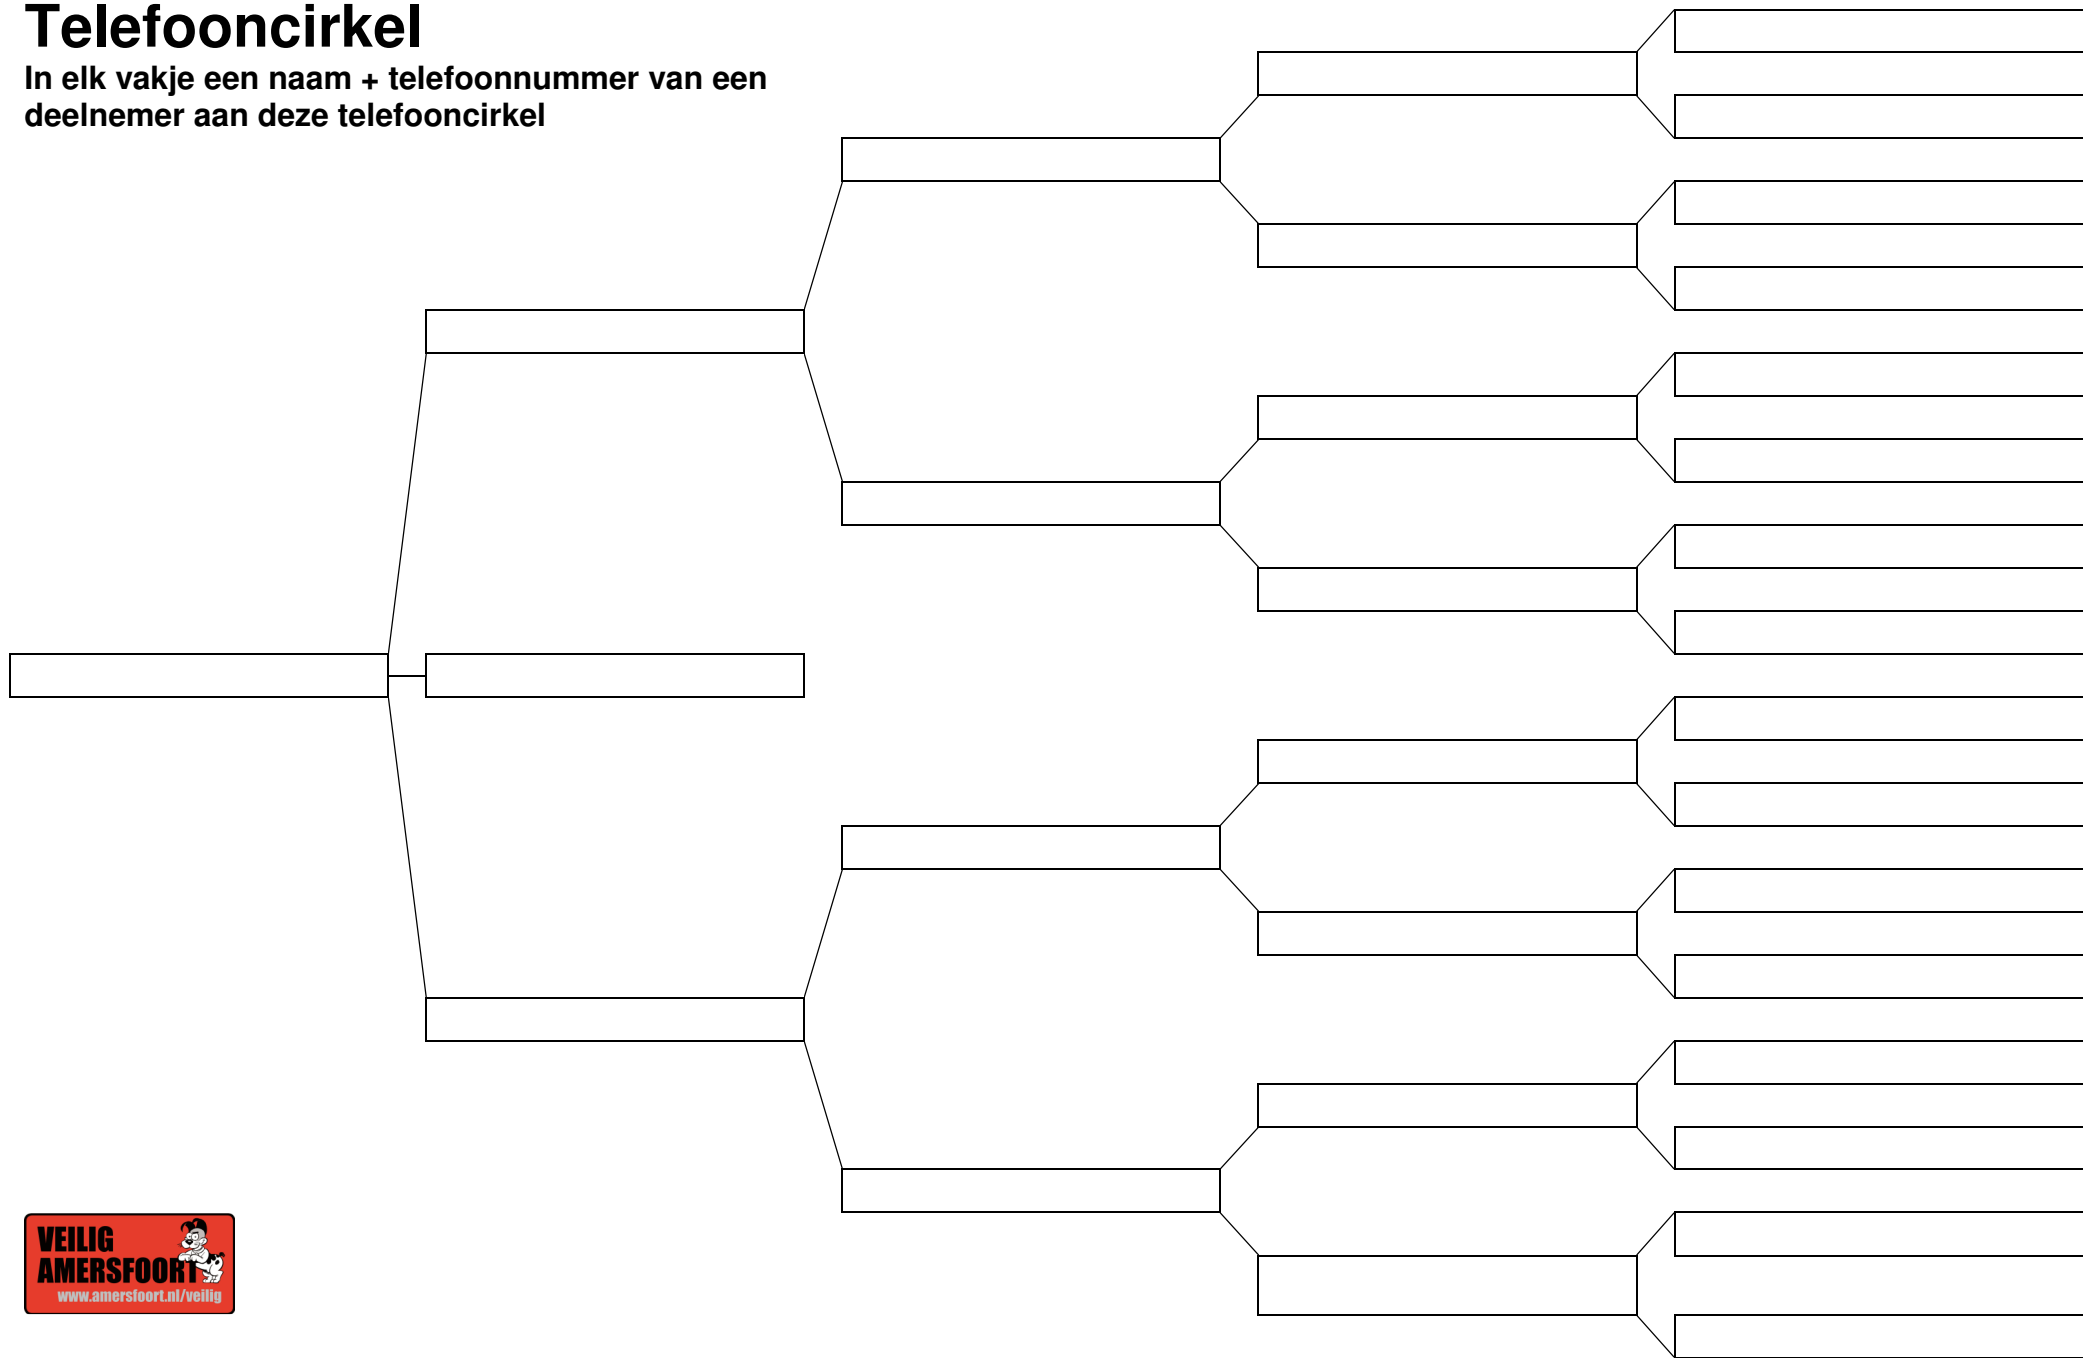 Telefooncirkel
In elk vakje een naam + telefoonnummer van een
deelnemer aan deze telefooncirkel
VEILIG
AMERSFOORT
www.amersfoort.nl/veilig